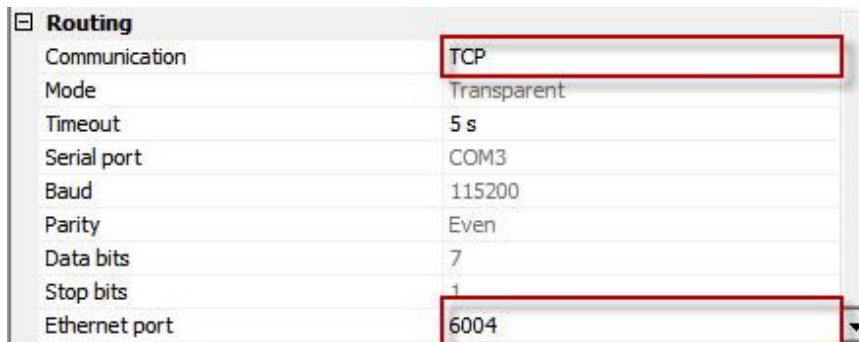 Routing
Communication TCP
Mode Transparent
Timeout 5 s
Serial port COM3
Baud 115200
Parity Even
Data bits 7
Stop bits 1
Ethernet port 6004